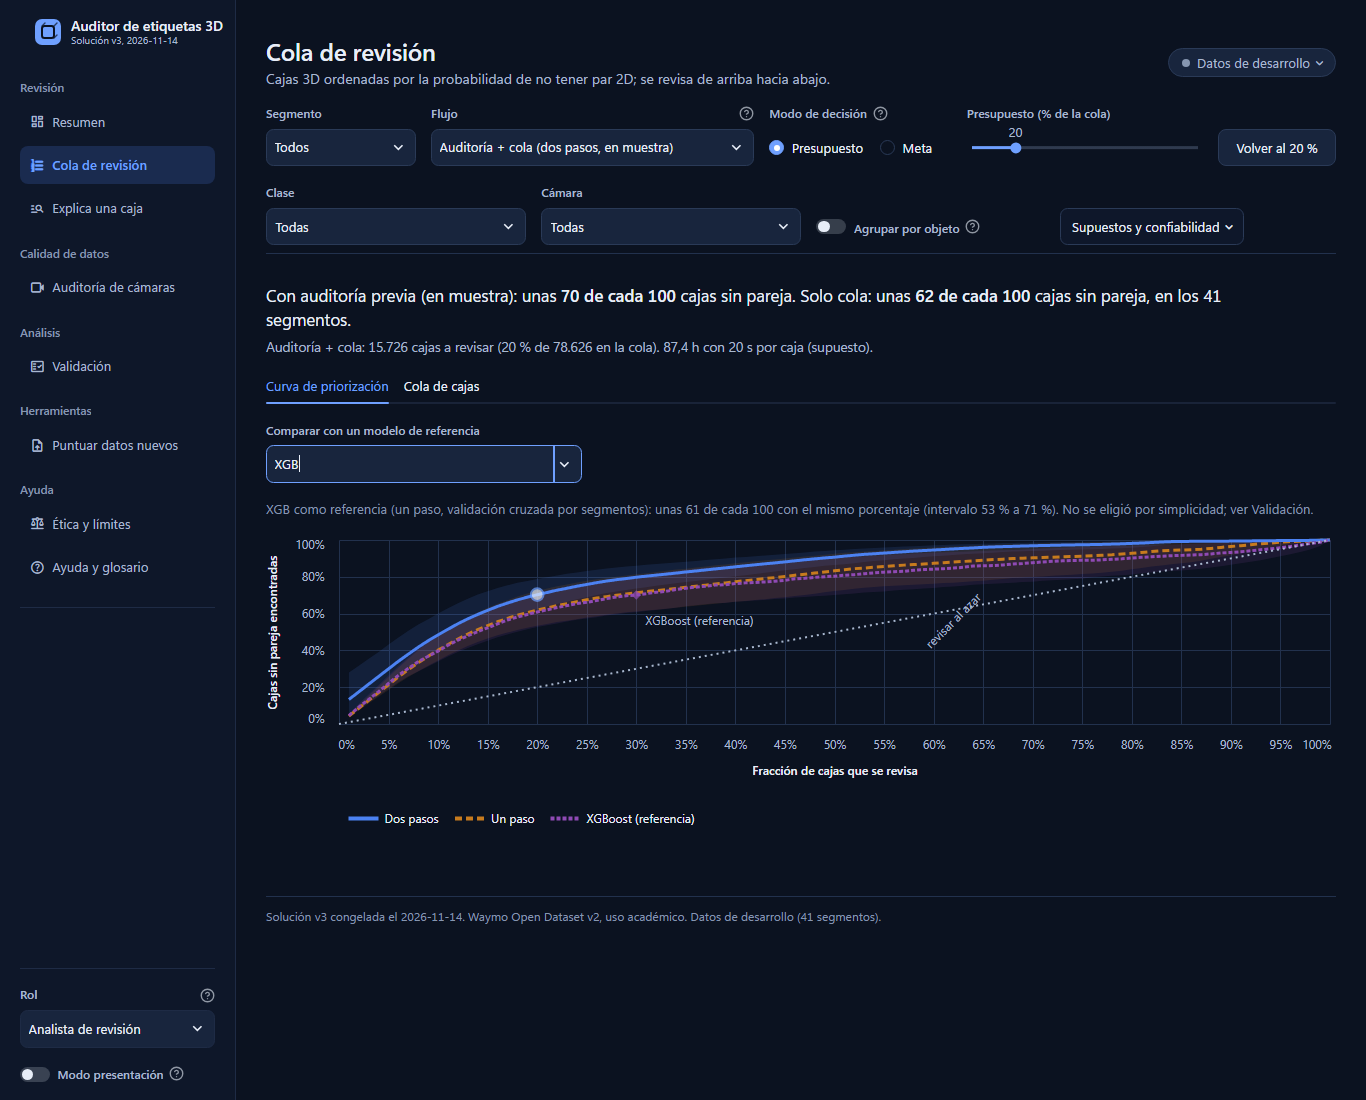 Auditor de etiquetas 3D
Solución v3, 2026-11-14
Revisión
Resumen
Cola de revisión
Explica una caja
Calidad de datos
Auditoría de cámaras
Análisis
Validación
Herramientas
Puntuar datos nuevos
Ayuda
Ética y límites
Ayuda y glosario
Rol
Analista de revisión
Modo presentación
Cola de revisión
Cajas 3D ordenadas por la probabilidad de no tener par 2D; se revisa de arriba hacia abajo.
Datos de desarrollo
Segmento
Todos
Flujo
Auditoría + cola (dos pasos, en muestra)
Modo de decisión
Presupuesto
Meta
Presupuesto (% de la cola)
20
Volver al 20 %
Clase
Todas
Cámara
Todas
Agrupar por objeto
Supuestos y confiabilidad
Con auditoría previa (en muestra): unas 70 de cada 100 cajas sin pareja. Solo cola: unas 62 de cada 100 cajas sin pareja, en los 41
segmentos.
Auditoría + cola: 15.726 cajas a revisar (20 % de 78.626 en la cola). 87,4 h con 20 s por caja (supuesto).
Curva de priorización
Cola de cajas
Comparar con un modelo de referencia
XGB
XGB como referencia (un paso, validación cruzada por segmentos): unas 61 de cada 100 con el mismo porcentaje (intervalo 53 % a 71 %). No se eligió por simplicidad; ver Validación.
Cajas sin pareja encontradas
100%
80%
60%
40%
20%
0%
XGBoost (referencia)
revisar al azar
0% 5% 10% 15% 20% 25% 30% 35% 40% 45% 50% 55% 60% 65% 70% 75% 80% 85% 90% 95% 100%
Fracción de cajas que se revisa
Dos pasos
Un paso
XGBoost (referencia)
Solución v3 congelada el 2026-11-14. Waymo Open Dataset v2, uso académico. Datos de desarrollo (41 segmentos).